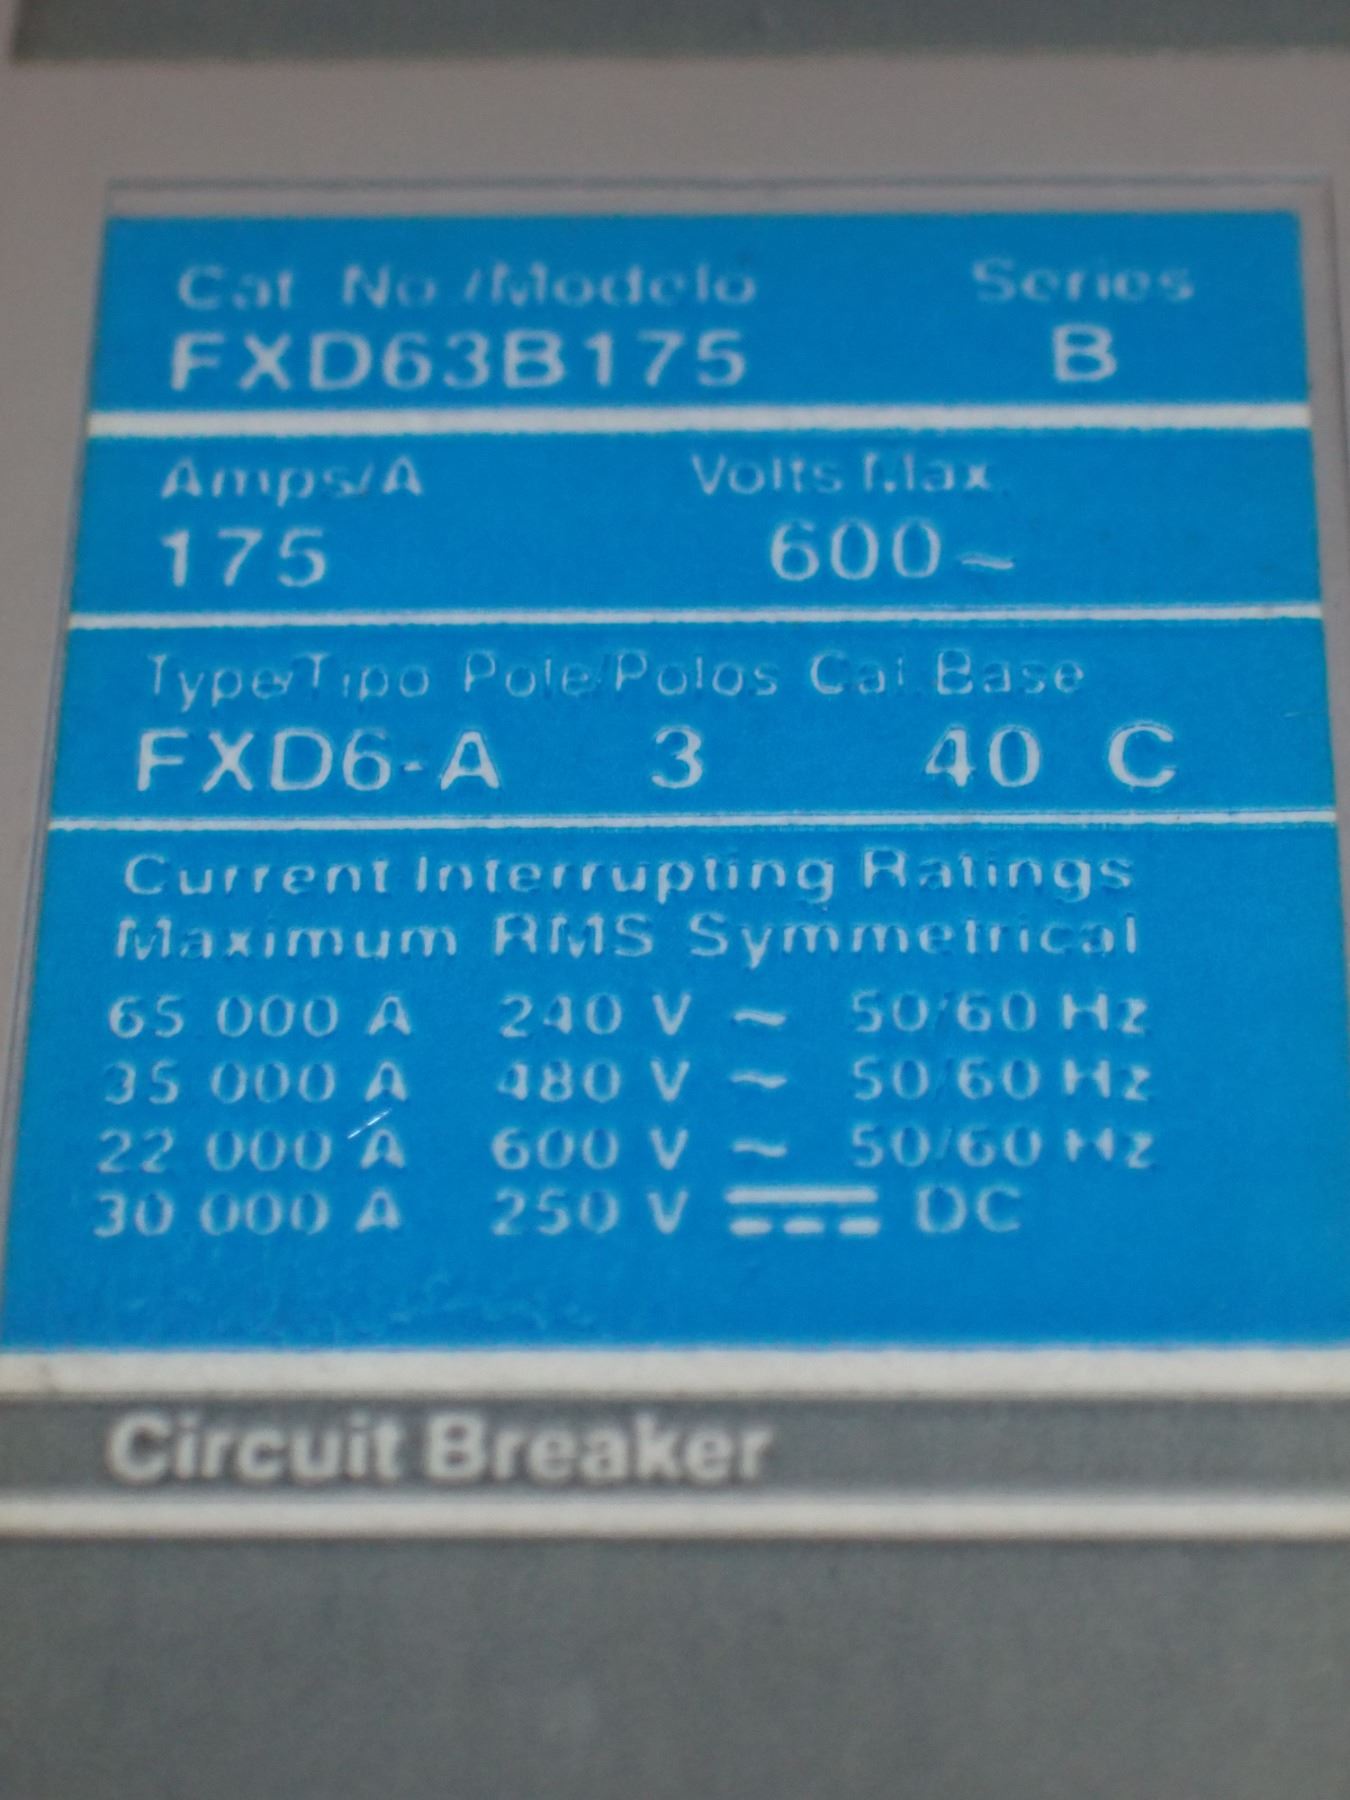 Cat No./Modelo Series
FXD63B175 B
Amps/A Volts Max.
175 600~
Type/Tipo Pole/Polos Cal Base
FXD6-A 3 40 C
Current Interrupting Ratings
Maximum RMS Symmetrical
65 000 A 240 V ~ 50/60 Hz
35 000 A 480 V ~ 50/60 Hz
22 000 A 600 V ~ 50/60 Hz
30 000 A 250 V ⎓ DC
Circuit Breaker